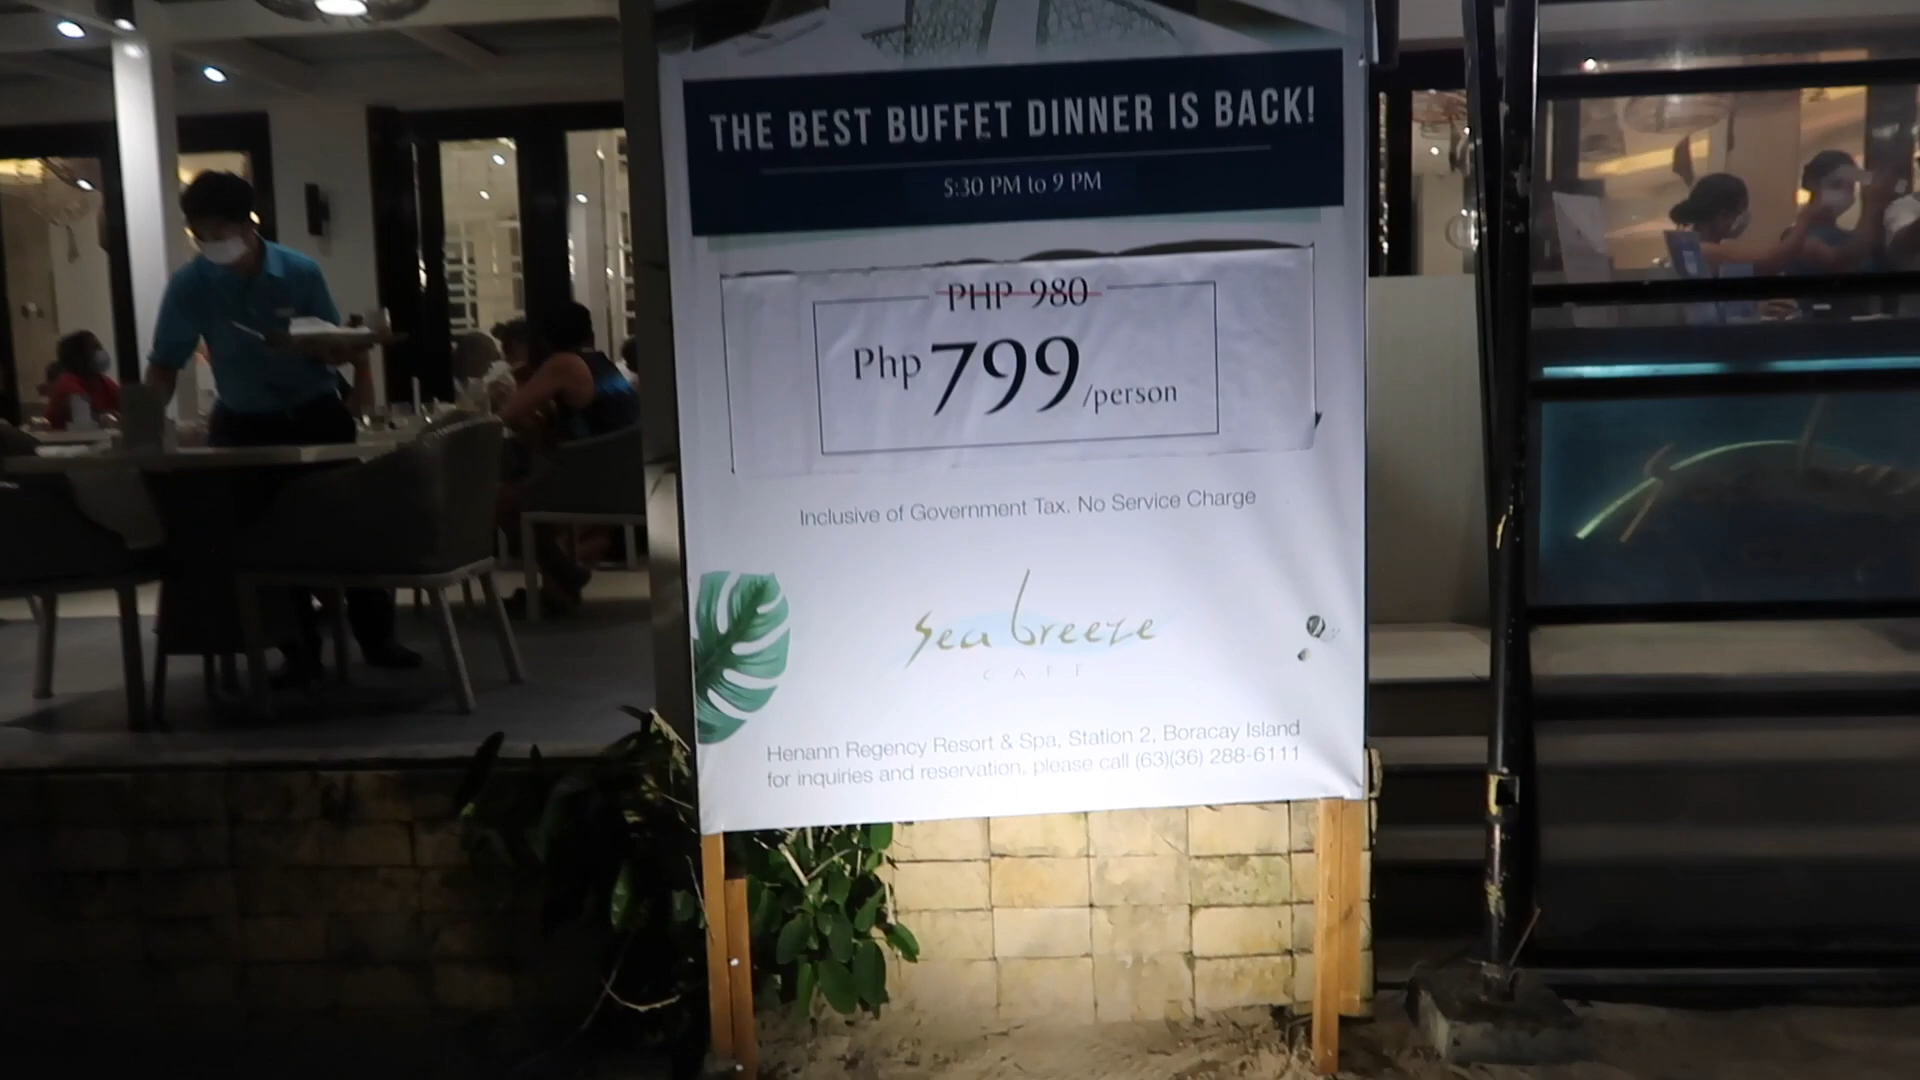 THE BEST BUFFET DINNER IS BACK!
5:30 PM to 9 PM
PHP 980
Php 799 /person
Inclusive of Government Tax. No Service Charge
sea breeze
CAFE
Henann Regency Resort & Spa, Station 2, Boracay Island
for inquiries and reservation, please call (63)(36) 288-6111